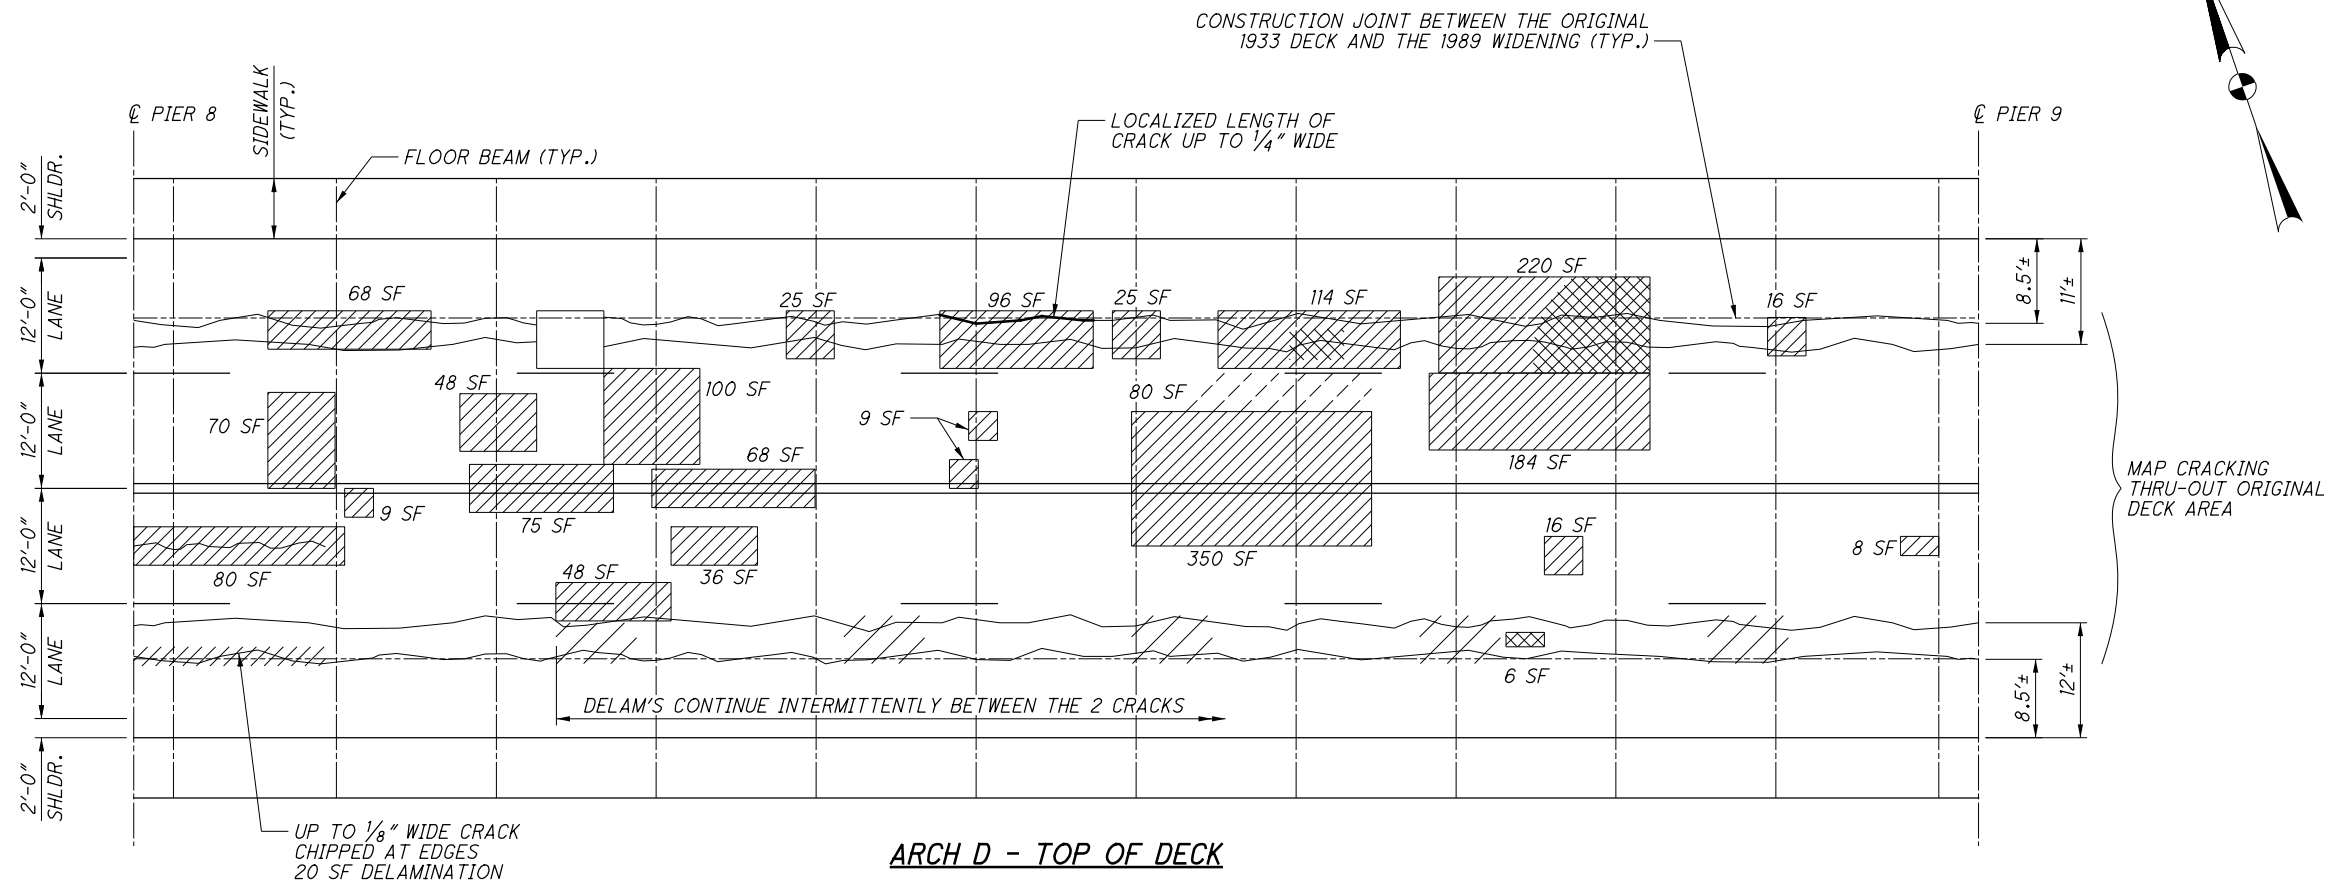 CONSTRUCTION JOINT BETWEEN THE ORIGINAL
1933 DECK AND THE 1989 WIDENING (TYP.)
℄ PIER 8
SIDEWALK
(TYP.)
FLOOR BEAM (TYP.)
LOCALIZED LENGTH OF
CRACK UP TO 1/4" WIDE
℄ PIER 9
2'-0"
SHLDR.
12'-0"
LANE
12'-0"
LANE
12'-0"
LANE
12'-0"
LANE
2'-0"
SHLDR.
68 SF
25 SF
96 SF
25 SF
114 SF
220 SF
16 SF
8.5'±
11'±
70 SF
48 SF
100 SF
9 SF
80 SF
68 SF
184 SF
9 SF
75 SF
80 SF
36 SF
48 SF
350 SF
16 SF
8 SF
MAP CRACKING
THRU-OUT ORIGINAL
DECK AREA
6 SF
8.5'±
12'±
DELAM'S CONTINUE INTERMITTENTLY BETWEEN THE 2 CRACKS
UP TO 1/8" WIDE CRACK
CHIPPED AT EDGES
20 SF DELAMINATION
ARCH D - TOP OF DECK